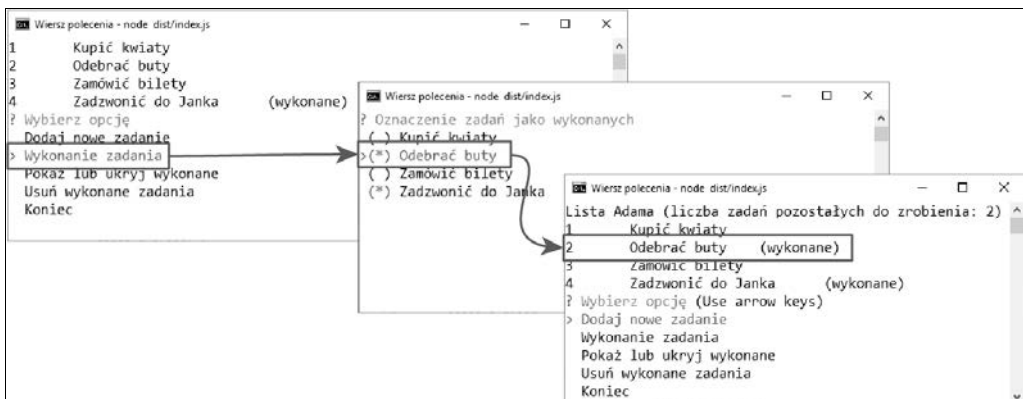 Wiersz polecenia - node dist/index.js
1 Kupić kwiaty
2 Odebrać buty
3 Zamówić bilety
4 Zadzwonić do Janka (wykonane)
? Wybierz opcję
Dodaj nowe zadanie
> Wykonanie zadania
Pokaż lub ukryj wykonane
Usuń wykonane zadania
Koniec
Wiersz polecenia - node dist/index.js
? Oznaczenie zadań jako wykonanych
( ) Kupić kwiaty
>(*) Odebrać buty
( ) Zamówić bilety
(*) Zadzwonić do Janka
Wiersz polecenia - node dist/index.js
Lista Adama (liczba zadań pozostałych do zrobienia: 2)
1 Kupić kwiaty
2 Odebrać buty (wykonane)
3 Zamówić bilety
4 Zadzwonić do Janka (wykonane)
? Wybierz opcję (Use arrow keys)
> Dodaj nowe zadanie
Wykonanie zadania
Pokaż lub ukryj wykonane
Usuń wykonane zadania
Koniec